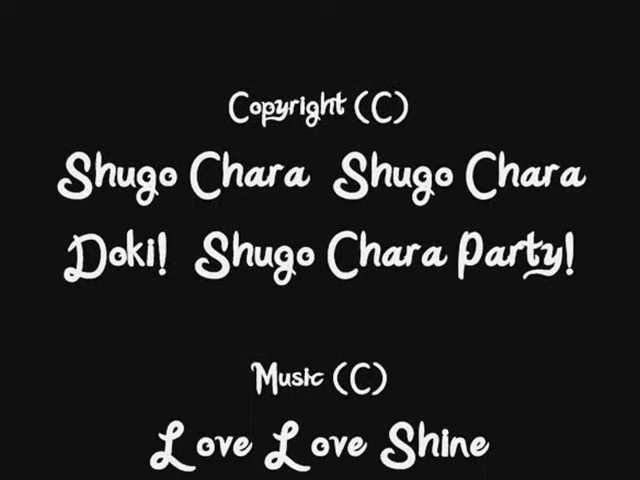 Copyright (C)
Shugo Chara Shugo Chara
Doki! Shugo Chara Party!
Music (C)
Love Love Shine